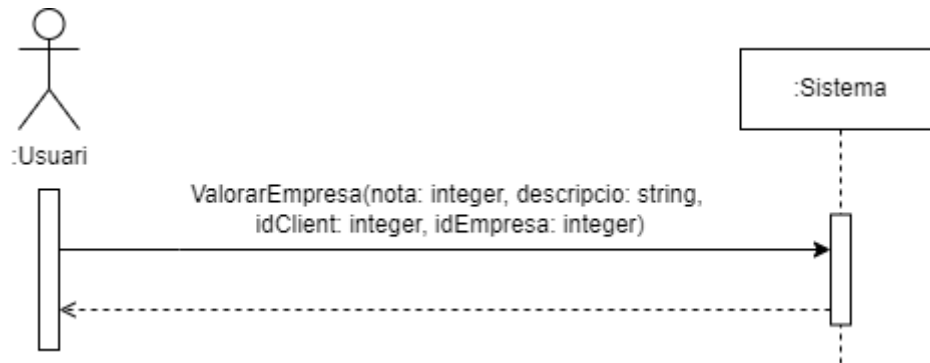 :Sistema
:Usuari
ValorarEmpresa(nota: integer, descripcio: string,
idClient: integer, idEmpresa: integer)